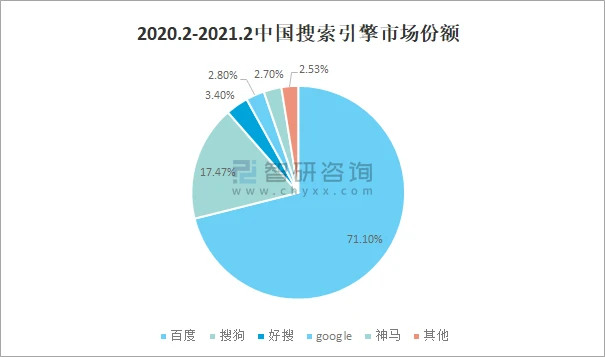 2020.2-2021.2中国搜索引擎市场份额
2.80%
2.70%
2.53%
3.40%
17.47%
智研咨询
www.chyxx.com
71.10%
百度 搜狗 好搜 google 神马 其他